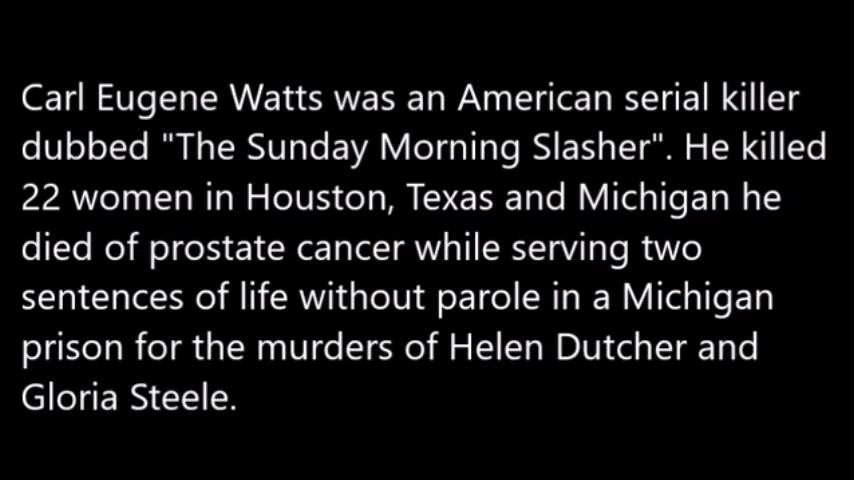 Carl Eugene Watts was an American serial killer
dubbed "The Sunday Morning Slasher". He killed
22 women in Houston, Texas and Michigan he
died of prostate cancer while serving two
sentences of life without parole in a Michigan
prison for the murders of Helen Dutcher and
Gloria Steele.